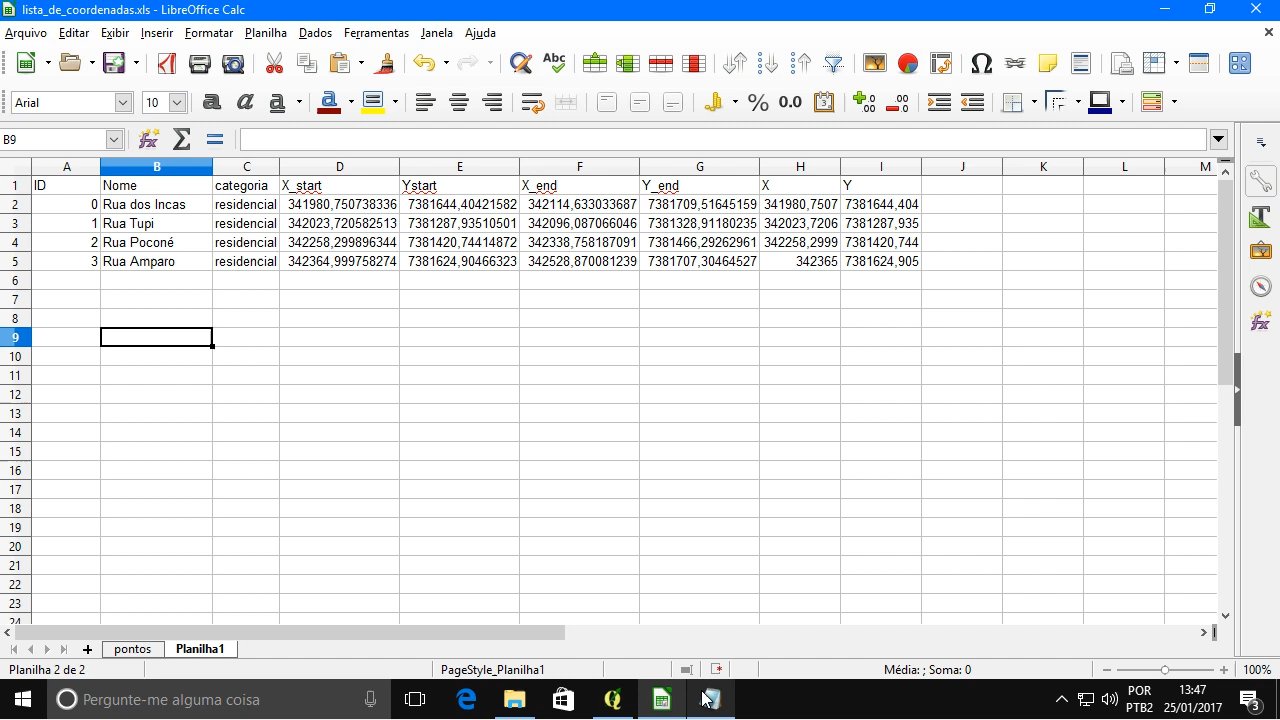 lista_de_coordenadas.xls - LibreOffice Calc
Arquivo Editar Exibir Inserir Formatar Planilha Dados Ferramentas Janela Ajuda
Abc
Arial 10 a a a a % 0.0
B9
A B C D E F G H I J K L M
1 ID Nome categoria X_start Ystart X_end Y_end X Y
2 0 Rua dos Incas residencial 341980,750738336 7381644,40421582 342114,633033687 7381709,51645159 341980,7507 7381644,404
3 1 Rua Tupi residencial 342023,720582513 7381287,93510501 342096,087066046 7381328,91180235 342023,7206 7381287,935
4 2 Rua Poconé residencial 342258,299896344 7381420,74414872 342338,758187091 7381466,29262961 342258,2999 7381420,744
5 3 Rua Amparo residencial 342364,999758274 7381624,90466323 342528,870081239 7381707,30464527 342365 7381624,905
6
7
8
9
10
11
12
13
14
15
16
17
18
19
20
21
22
23
24
pontos Planilha1
Planilha 2 de 2 PageStyle_Planilha1 Média: ; Soma: 0 100%
Pergunte-me alguma coisa
POR 13:47
PTB2 25/01/2017 3